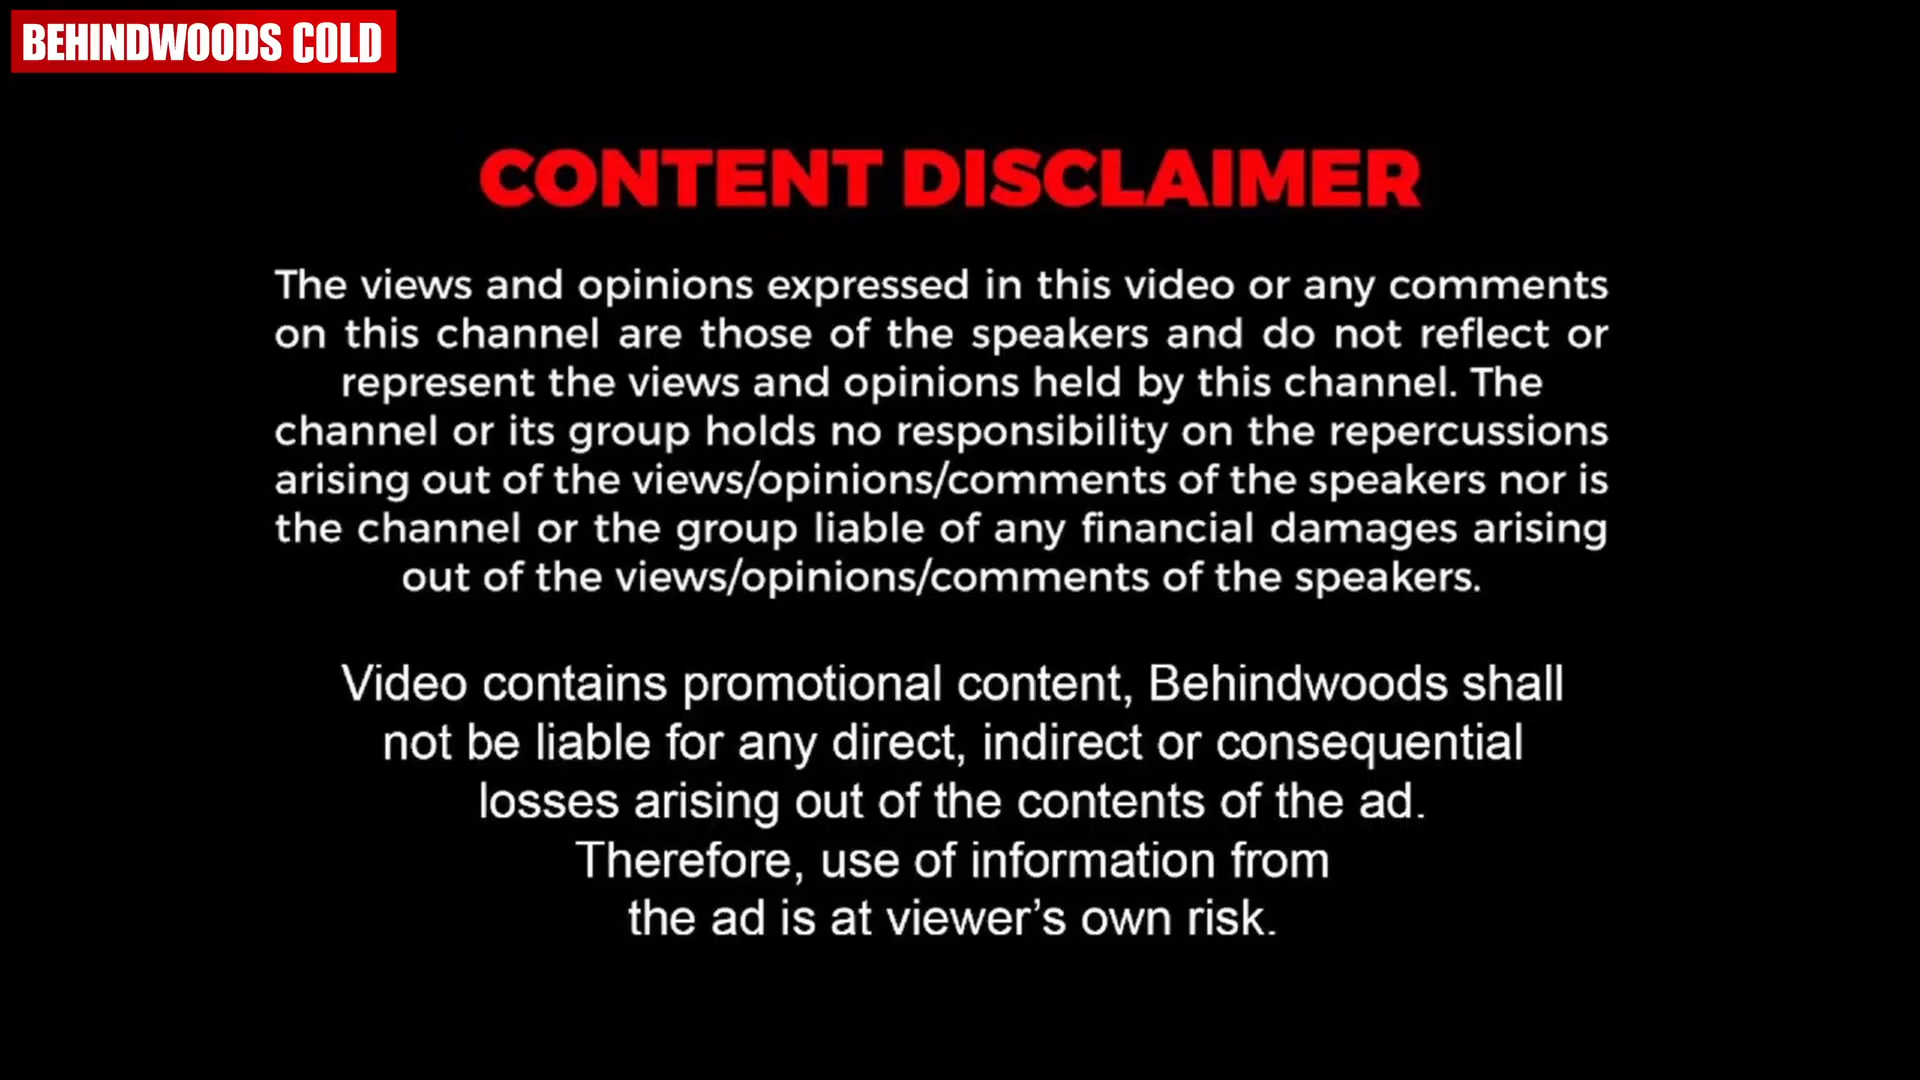 BEHINDWOODS COLD
CONTENT DISCLAIMER
The views and opinions expressed in this video or any comments
on this channel are those of the speakers and do not reflect or
represent the views and opinions held by this channel. The
channel or its group holds no responsibility on the repercussions
arising out of the views/opinions/comments of the speakers nor is
the channel or the group liable of any financial damages arising
out of the views/opinions/comments of the speakers.
Video contains promotional content, Behindwoods shall
not be liable for any direct, indirect or consequential
losses arising out of the contents of the ad.
Therefore, use of information from
the ad is at viewer’s own risk.